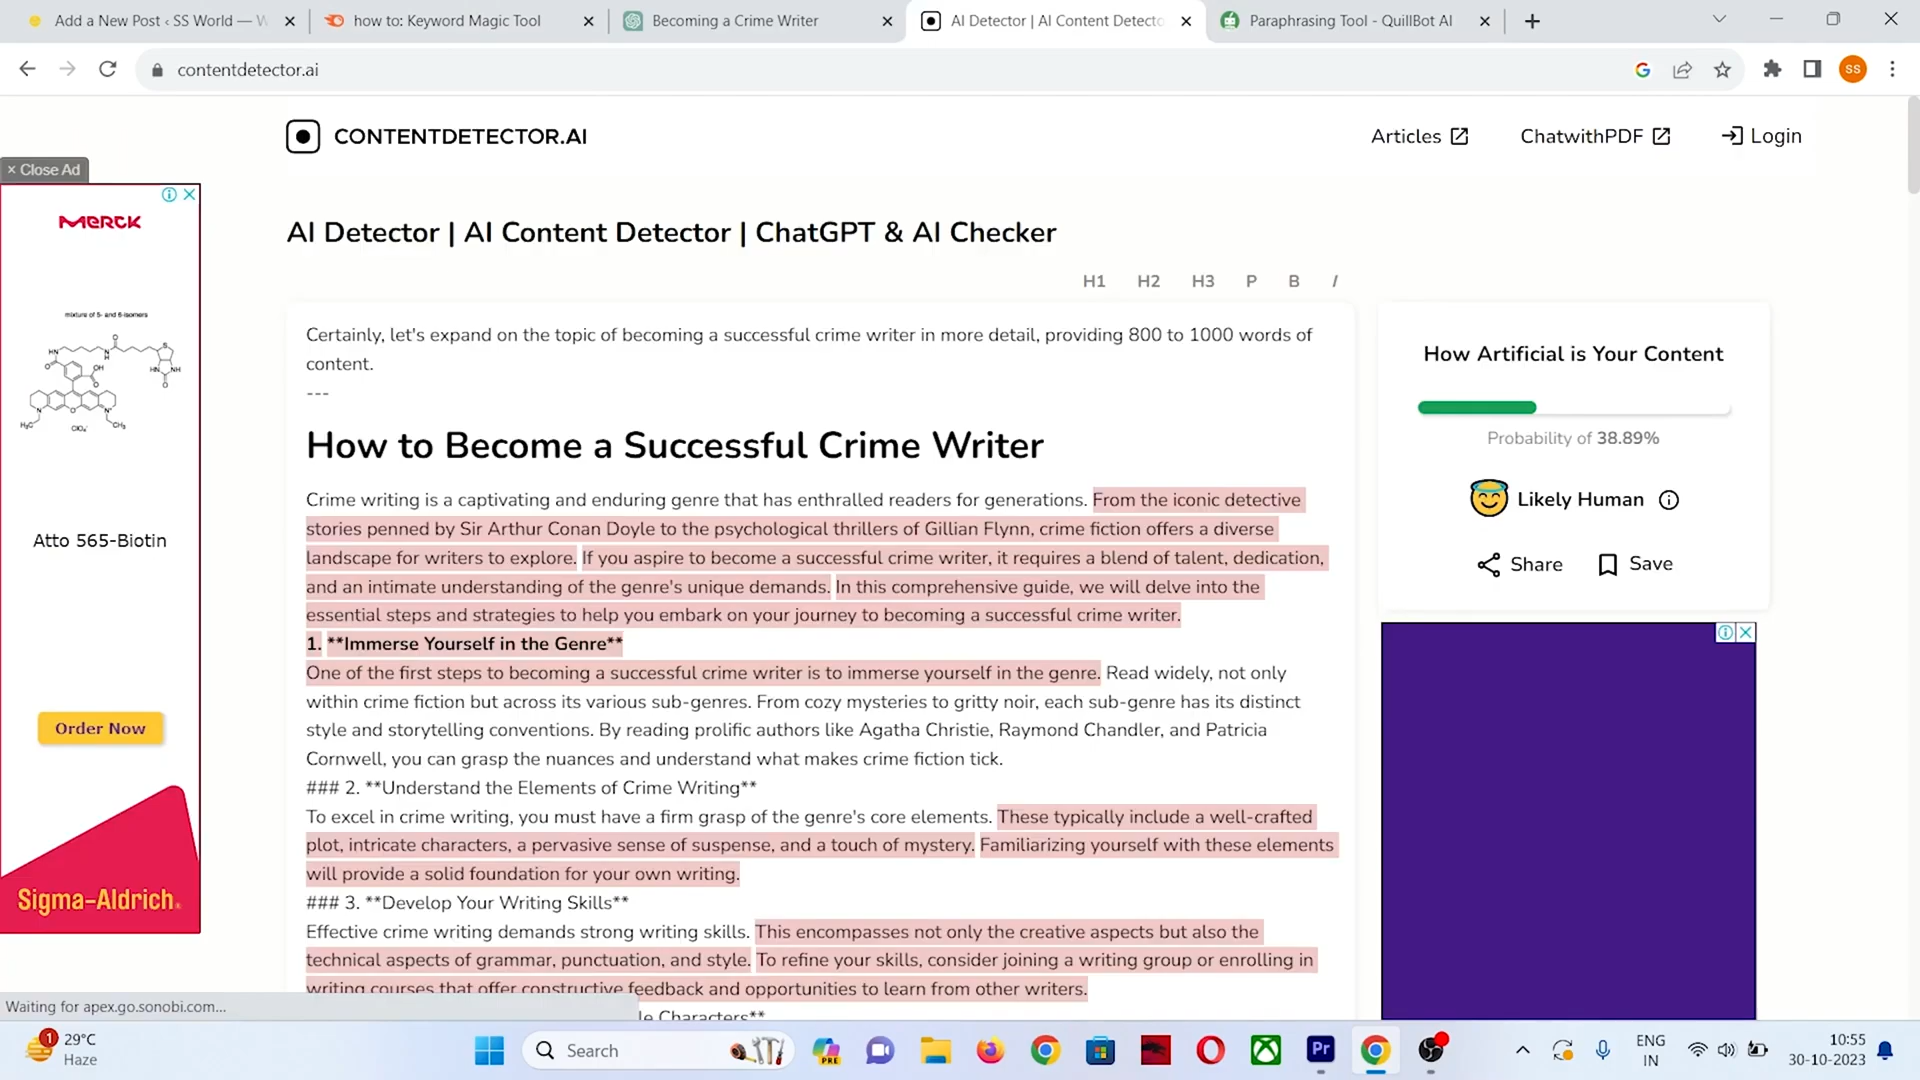 Add a New Post ‹ SS World — W
how to: Keyword Magic Tool
Becoming a Crime Writer
AI Detector | AI Content Detecto
Paraphrasing Tool - QuillBot AI
contentdetector.ai
SS
CONTENTDETECTOR.AI
Articles
ChatwithPDF
Login
× Close Ad
MERCK
mixture of 5- and 6-isomers
Atto 565-Biotin
Order Now
Sigma-Aldrich.
AI Detector | AI Content Detector | ChatGPT & AI Checker
H1 H2 H3 P B I
Certainly, let's expand on the topic of becoming a successful crime writer in more detail, providing 800 to 1000 words of
content.
---
How to Become a Successful Crime Writer
Crime writing is a captivating and enduring genre that has enthralled readers for generations. From the iconic detective
stories penned by Sir Arthur Conan Doyle to the psychological thrillers of Gillian Flynn, crime fiction offers a diverse
landscape for writers to explore. If you aspire to become a successful crime writer, it requires a blend of talent, dedication,
and an intimate understanding of the genre's unique demands. In this comprehensive guide, we will delve into the
essential steps and strategies to help you embark on your journey to becoming a successful crime writer.
1. **Immerse Yourself in the Genre**
One of the first steps to becoming a successful crime writer is to immerse yourself in the genre. Read widely, not only
within crime fiction but across its various sub-genres. From cozy mysteries to gritty noir, each sub-genre has its distinct
style and storytelling conventions. By reading prolific authors like Agatha Christie, Raymond Chandler, and Patricia
Cornwell, you can grasp the nuances and understand what makes crime fiction tick.
### 2. **Understand the Elements of Crime Writing**
To excel in crime writing, you must have a firm grasp of the genre's core elements. These typically include a well-crafted
plot, intricate characters, a pervasive sense of suspense, and a touch of mystery. Familiarizing yourself with these elements
will provide a solid foundation for your own writing.
### 3. **Develop Your Writing Skills**
Effective crime writing demands strong writing skills. This encompasses not only the creative aspects but also the
technical aspects of grammar, punctuation, and style. To refine your skills, consider joining a writing group or enrolling in
writing courses that offer constructive feedback and opportunities to learn from other writers.
le Characters**
How Artificial is Your Content
Probability of 38.89%
Likely Human
Share
Save
Waiting for apex.go.sonobi.com...
1
29°C
Haze
Search
PRE
Pr
ENG
IN
10:55
30-10-2023